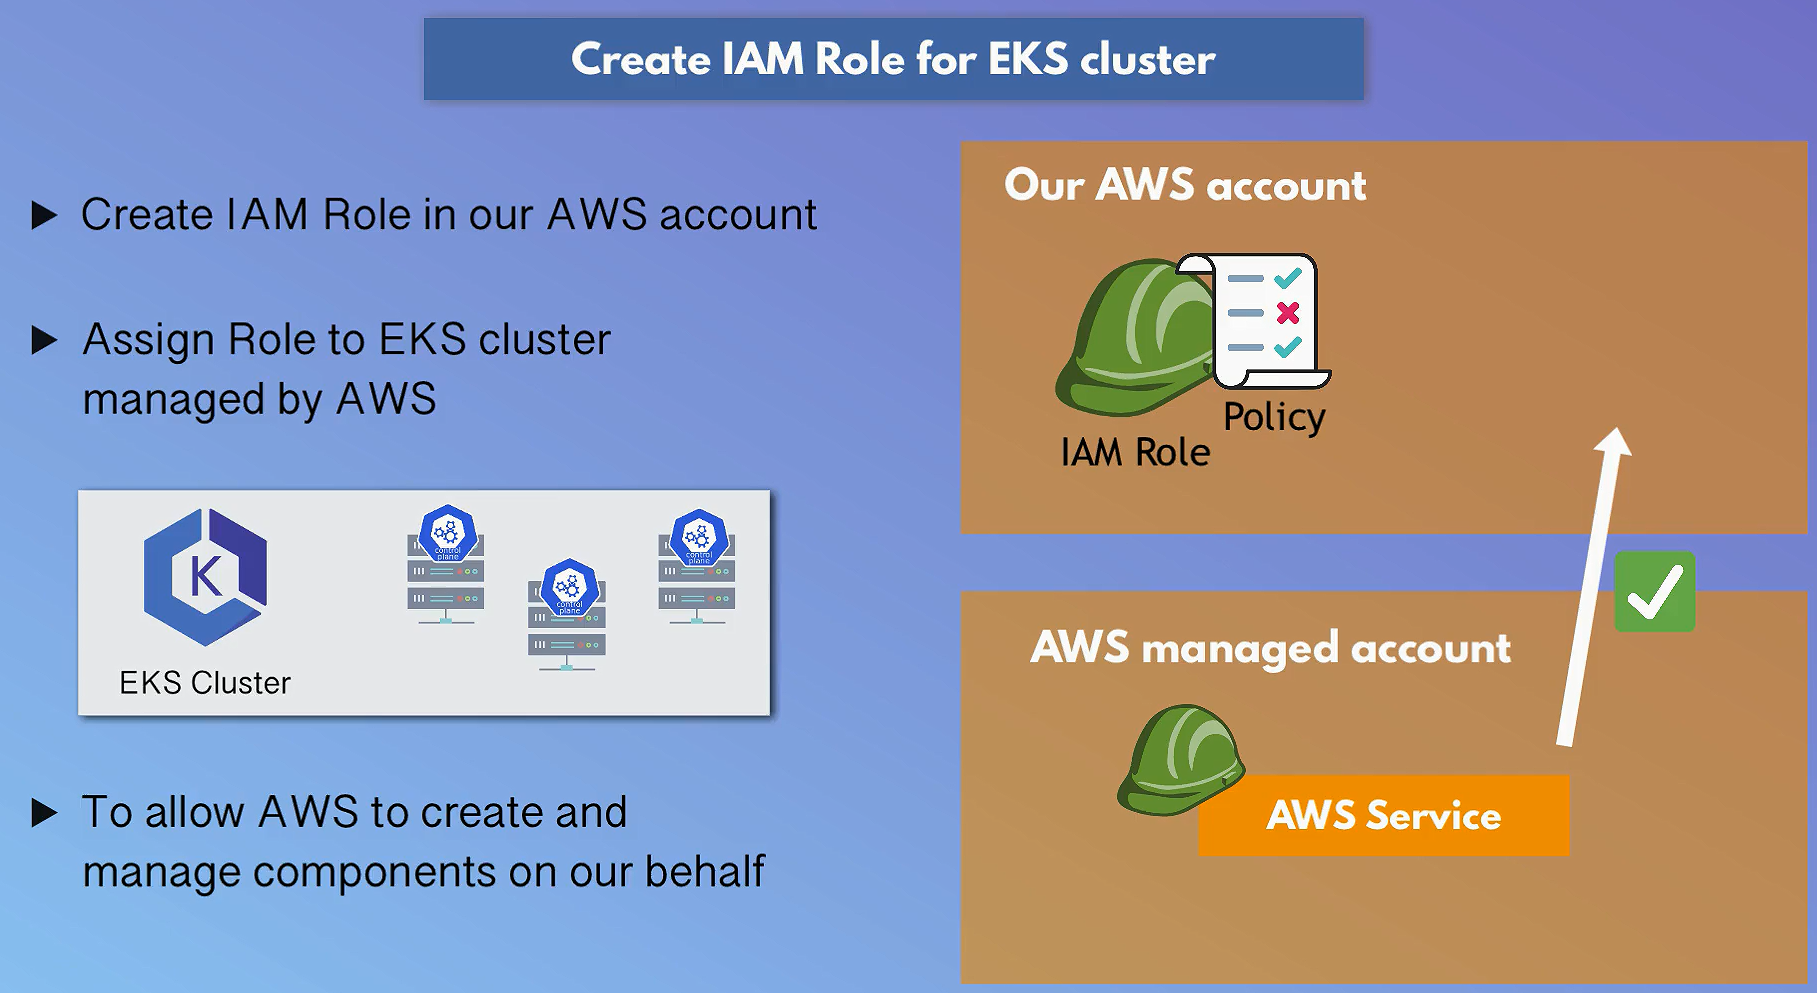 Create IAM Role for EKS cluster
Create IAM Role in our AWS account
Assign Role to EKS cluster
managed by AWS
K
control
plane
control
plane
control
plane
EKS Cluster
To allow AWS to create and
manage components on our behalf
Our AWS account
Policy
IAM Role
AWS managed account
AWS Service